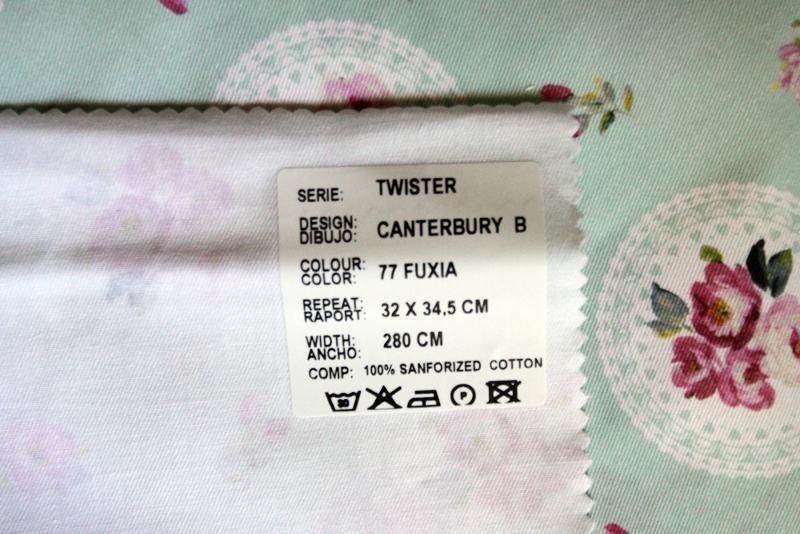 SERIE: TWISTER
DESIGN:
DIBUJO: CANTERBURY B
COLOUR:
COLOR: 77 FUXIA
REPEAT:
RAPORT: 32 X 34,5 CM
WIDTH:
ANCHO: 280 CM
COMP: 100% SANFORIZED COTTON
30 P